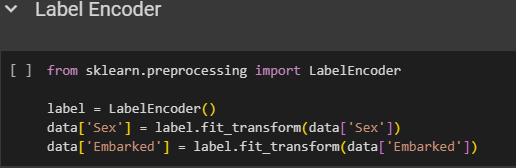 Label Encoder
[ ] from sklearn.preprocessing import LabelEncoder
label = LabelEncoder()
data['Sex'] = label.fit_transform(data['Sex'])
data['Embarked'] = label.fit_transform(data['Embarked'])